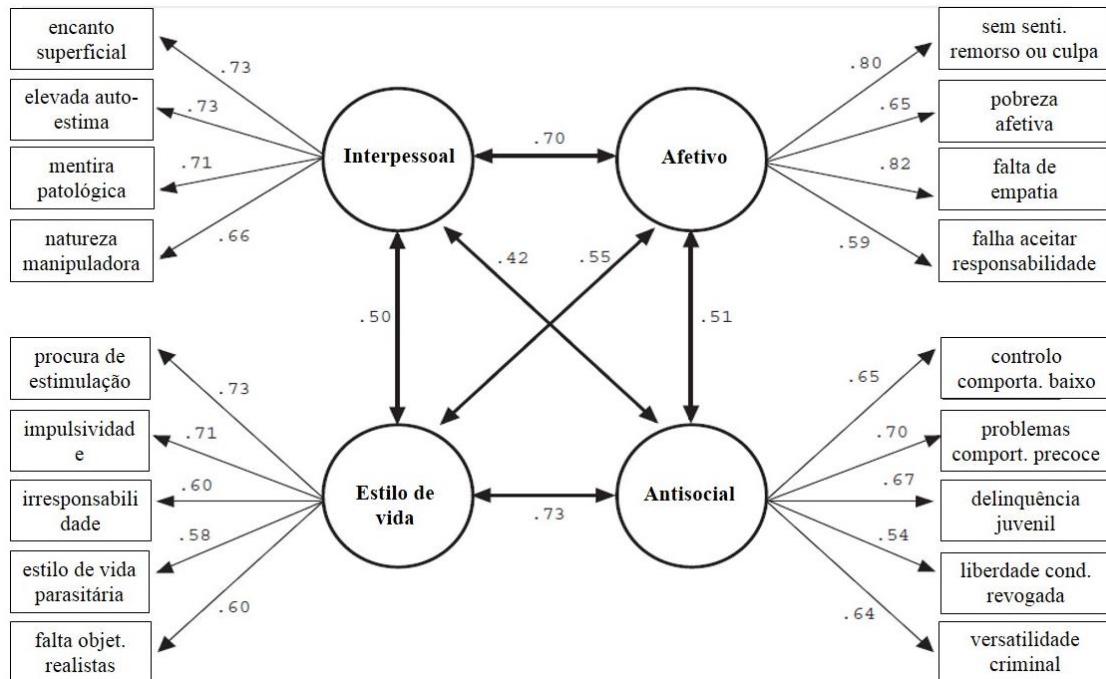 encanto
superficial
elevada auto-
estima
mentira
patológica
natureza
manipuladora
.73
.73
.71
.66
Interpessoal
.70
Afetivo
.80
.65
.82
.59
sem senti.
remorso ou culpa
pobreza
afetiva
falta de
empatia
falha aceitar
responsabilidade
.42
.55
.50
.51
procura de
estimulação
impulsividad
e
irresponsabili
dade
estilo de vida
parasitária
falta objet.
realistas
.73
.71
.60
.58
.60
Estilo de
vida
.73
Antisocial
.65
.70
.67
.54
.64
controlo
comporta. baixo
problemas
comport. precoce
delinquência
juvenil
liberdade cond.
revogada
versatilidade
criminal